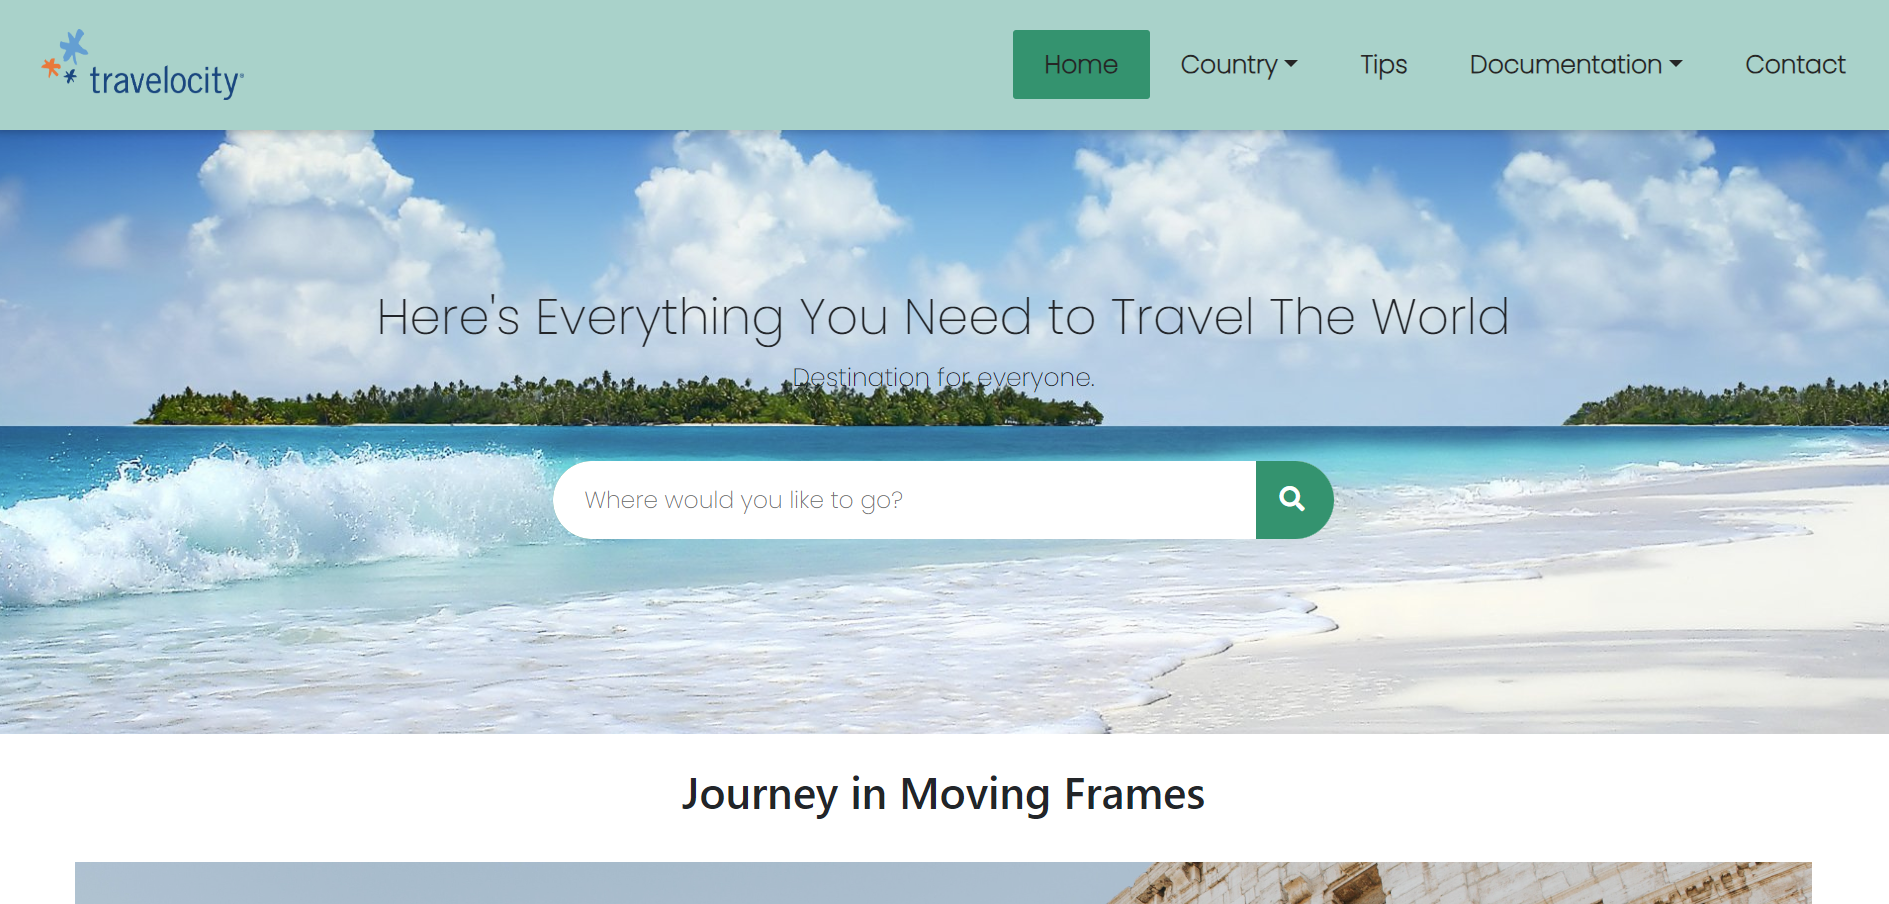 travelocity®
Home Country Tips Documentation Contact
Here's Everything You Need to Travel The World
Destination for everyone.
Where would you like to go?
Journey in Moving Frames